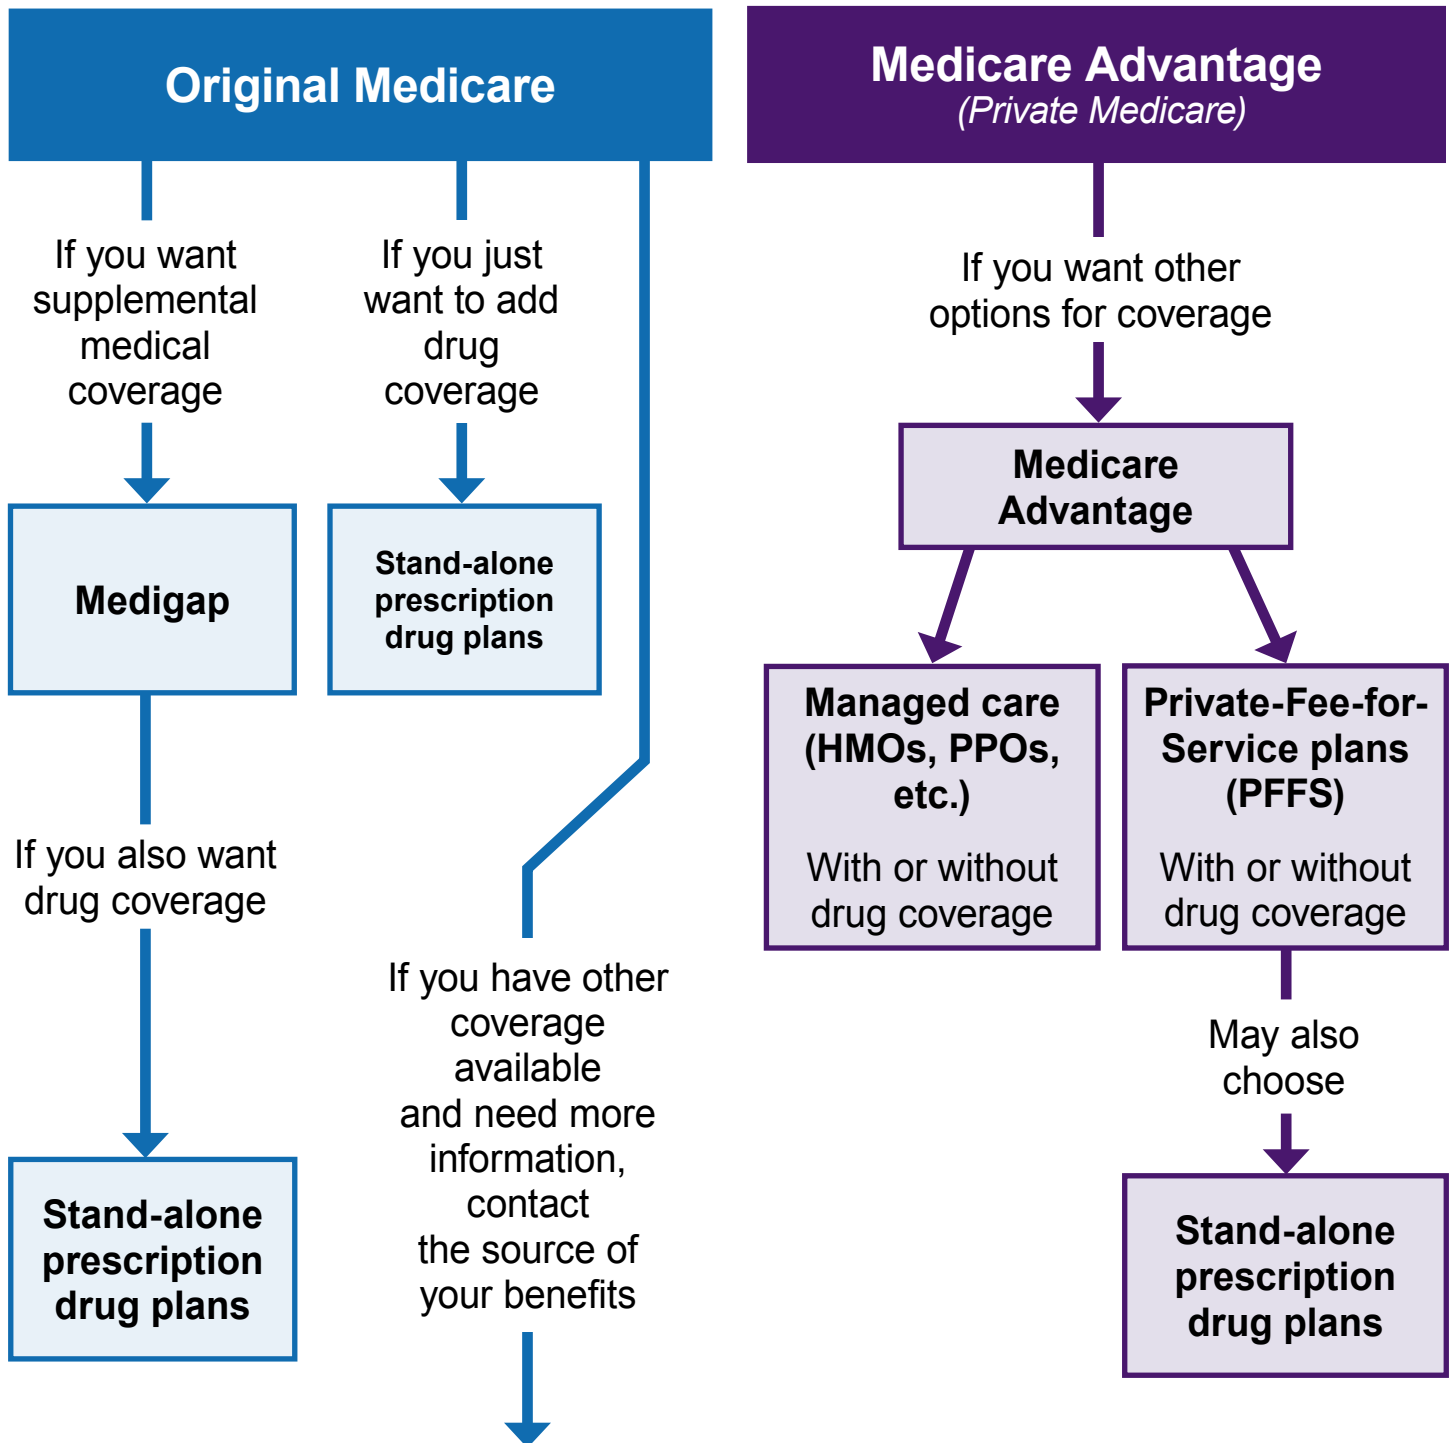 Original Medicare
If you want
supplemental
medical
coverage
Medigap
If you also want
drug coverage
Stand-alone
prescription
drug plans
If you just
want to add
drug
coverage
Stand-alone
prescription
drug plans
If you have other
coverage
available
and need more
information,
contact
the source of
your benefits
Medicare Advantage
(Private Medicare)
If you want other
options for coverage
Medicare
Advantage
Managed care
(HMOs, PPOs,
etc.)
With or without
drug coverage
Private-Fee-for-
Service plans
(PFFS)
With or without
drug coverage
May also
choose
Stand-alone
prescription
drug plans